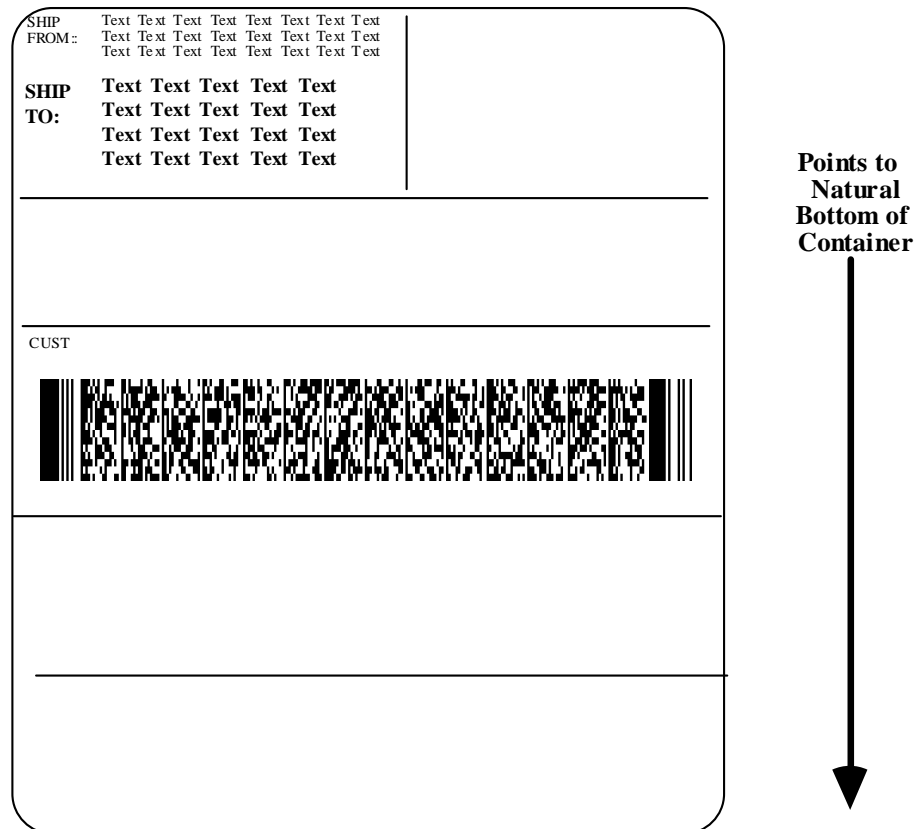 SHIP Text Text Text Text Text Text Text Text
FROM:: Text Text Text Text Text Text Text Text
Text Text Text Text Text Text Text Text
SHIP Text Text Text Text Text
TO: Text Text Text Text Text
Text Text Text Text Text
Text Text Text Text Text
CUST
Points to
Natural
Bottom of
Container